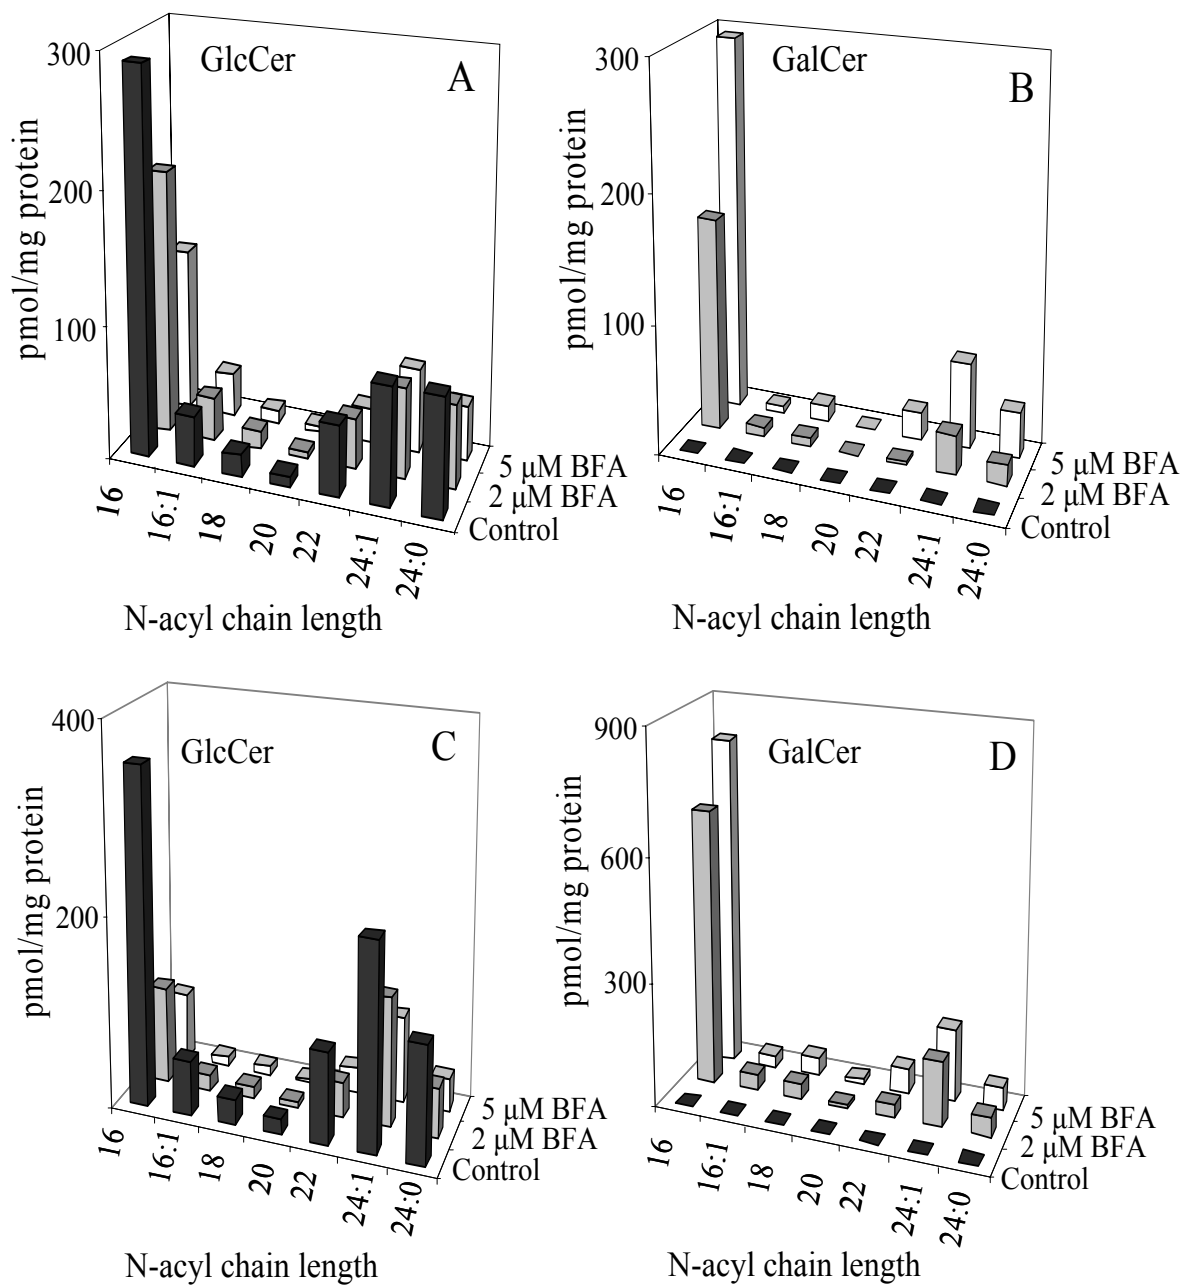 GlcCer
A
300
200
100
pmol/mg protein
16
16:1
18
20
22
24:1
24:0
5 μM BFA
2 μM BFA
Control
N-acyl chain length
GalCer
B
300
200
100
pmol/mg protein
16
16:1
18
20
22
24:1
24:0
5 μM BFA
2 μM BFA
Control
N-acyl chain length
GlcCer
C
400
200
pmol/mg protein
16
16:1
18
20
22
24:1
24:0
5 μM BFA
2 μM BFA
Control
N-acyl chain length
GalCer
D
900
600
300
pmol/mg protein
16
16:1
18
20
22
24:1
24:0
5 μM BFA
2 μM BFA
Control
N-acyl chain length